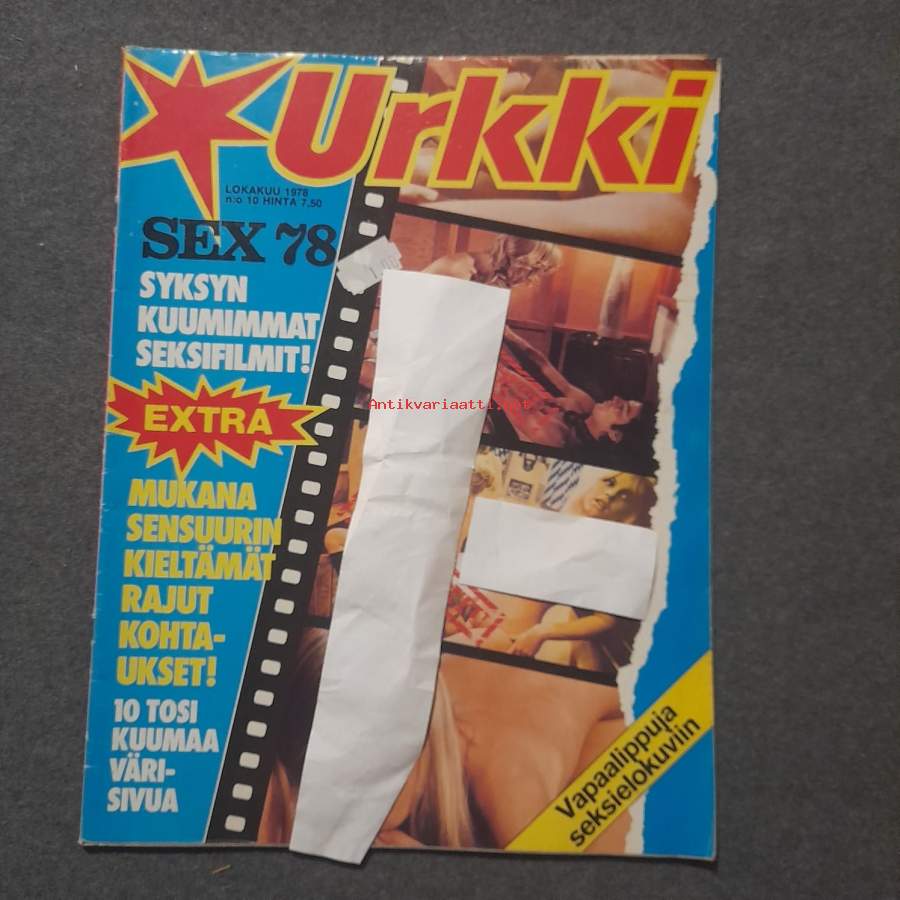 Urkki
LOKAKUU 1978
n:o 10 HINTA 7,50
SEX 78
SYKSYN
KUUMIMMAT
SEKSIFILMIT!
EXTRA
MUKANA
SENSUURIN
KIELTÄMÄT
RAJUT
KOHTA-
UKSET!
10 TOSI
KUUMAA
VÄRI-
SIVUA
Vapaalippuja
seksielokuviin